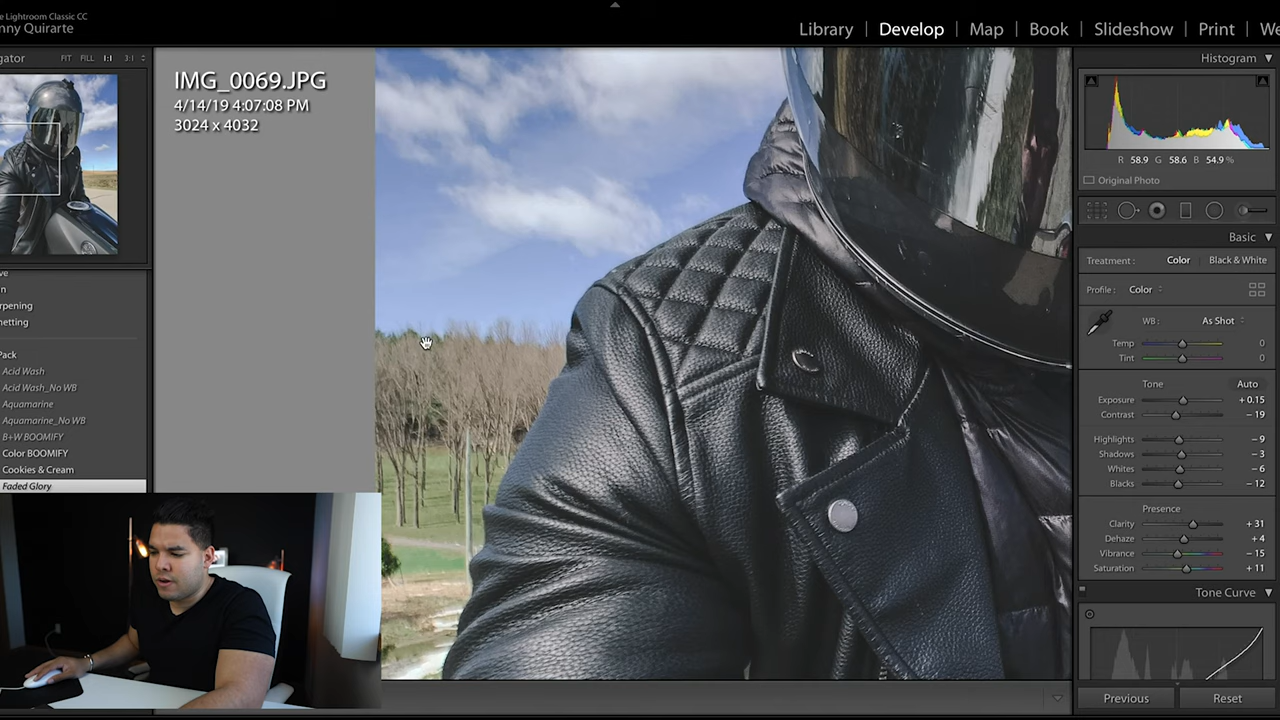 e Lightroom Classic CC
nny Quirarte
Library | Develop | Map | Book | Slideshow | Print | We
gator FIT FILL 1:1 3:1
IMG_0069.JPG
4/14/19 4:07:08 PM
3024 x 4032
ve
n
rpening
netting
Pack
Acid Wash
Acid Wash_No WB
Aquamarine
Aquamarine_No WB
B+W BOOMIFY
Color BOOMIFY
Cookies & Cream
Faded Glory
Histogram
R 58.9 G 58.6 B 54.9 %
Original Photo
Basic
Treatment : Color Black & White
Profile : Color
WB : As Shot
Temp 0
Tint 0
Tone Auto
Exposure + 0.15
Contrast − 19
Highlights − 9
Shadows − 3
Whites − 6
Blacks − 12
Presence
Clarity + 31
Dehaze + 4
Vibrance − 15
Saturation + 11
Tone Curve
Previous Reset